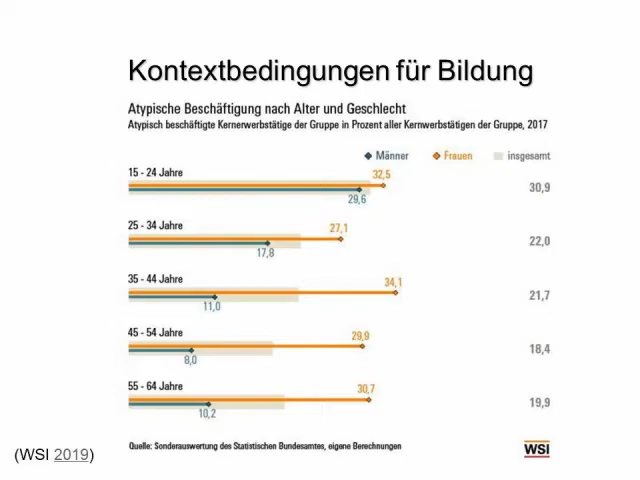 Kontextbedingungen für Bildung
Atypische Beschäftigung nach Alter und Geschlecht
Atypisch beschäftigte Kernerwerbstätige der Gruppe in Prozent aller Kernwerbstätigen der Gruppe, 2017
Männer Frauen insgesamt
15 - 24 Jahre 32,5
29,6 30,9
25 - 34 Jahre 27,1
17,8 22,0
35 - 44 Jahre 34,1
11,0 21,7
45 - 54 Jahre 29,9
8,0 18,4
55 - 64 Jahre 30,7
10,2 19,9
Quelle: Sonderauswertung des Statistischen Bundesamtes, eigene Berechnungen
WSI
(WSI 2019)